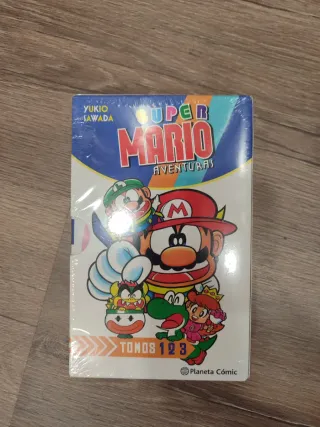 YUKIO
SAWADA
SUPER
MARIO
AVENTURAS
M
TOMOS 1 2 3
Planeta Cómic